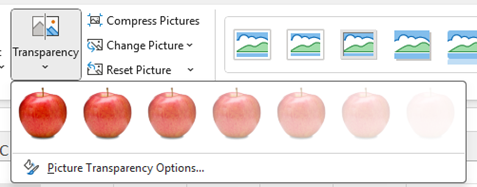 Compress Pictures
Transparency
Change Picture
Reset Picture
C
Picture Transparency Options...